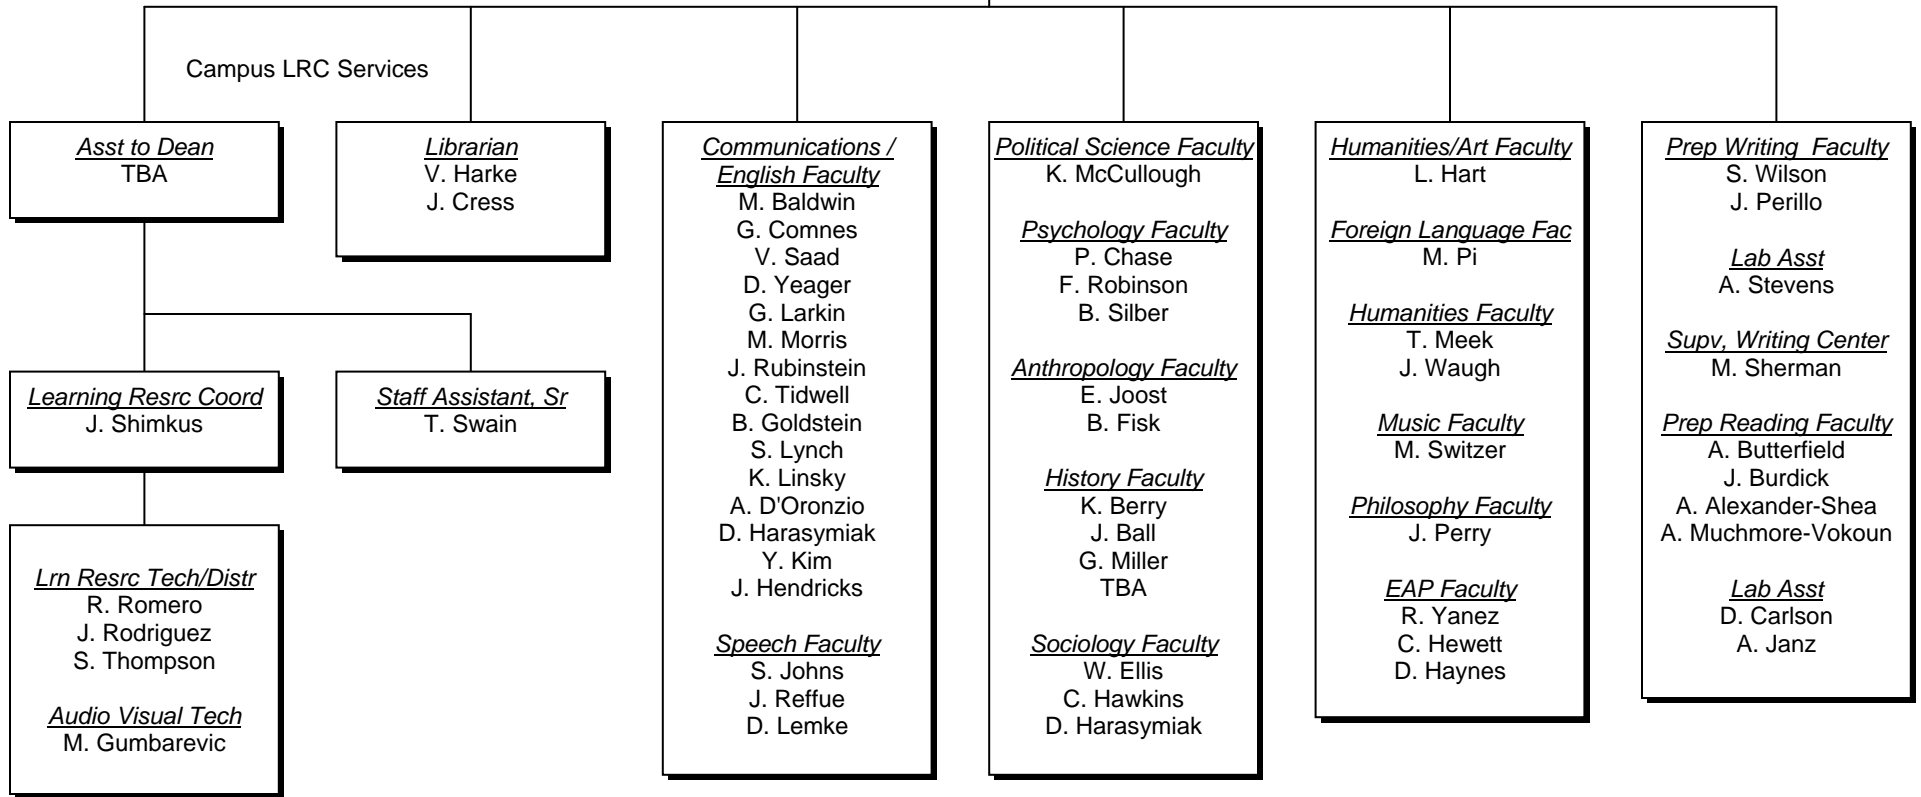 Campus LRC Services
Asst to Dean
TBA
Librarian
V. Harke
J. Cress
Learning Resrc Coord
J. Shimkus
Staff Assistant, Sr
T. Swain
Lrn Resrc Tech/Distr
R. Romero
J. Rodriguez
S. Thompson
Audio Visual Tech
M. Gumbarevic
Communications /
English Faculty
M. Baldwin
G. Comnes
V. Saad
D. Yeager
G. Larkin
M. Morris
J. Rubinstein
C. Tidwell
B. Goldstein
S. Lynch
K. Linsky
A. D'Oronzio
D. Harasymiak
Y. Kim
J. Hendricks
Speech Faculty
S. Johns
J. Reffue
D. Lemke
Political Science Faculty
K. McCullough
Psychology Faculty
P. Chase
F. Robinson
B. Silber
Anthropology Faculty
E. Joost
B. Fisk
History Faculty
K. Berry
J. Ball
G. Miller
TBA
Sociology Faculty
W. Ellis
C. Hawkins
D. Harasymiak
Humanities/Art Faculty
L. Hart
Foreign Language Fac
M. Pi
Humanities Faculty
T. Meek
J. Waugh
Music Faculty
M. Switzer
Philosophy Faculty
J. Perry
EAP Faculty
R. Yanez
C. Hewett
D. Haynes
Prep Writing  Faculty
S. Wilson
J. Perillo
Lab Asst
A. Stevens
Supv, Writing Center
M. Sherman
Prep Reading Faculty
A. Butterfield
J. Burdick
A. Alexander-Shea
A. Muchmore-Vokoun
Lab Asst
D. Carlson
A. Janz